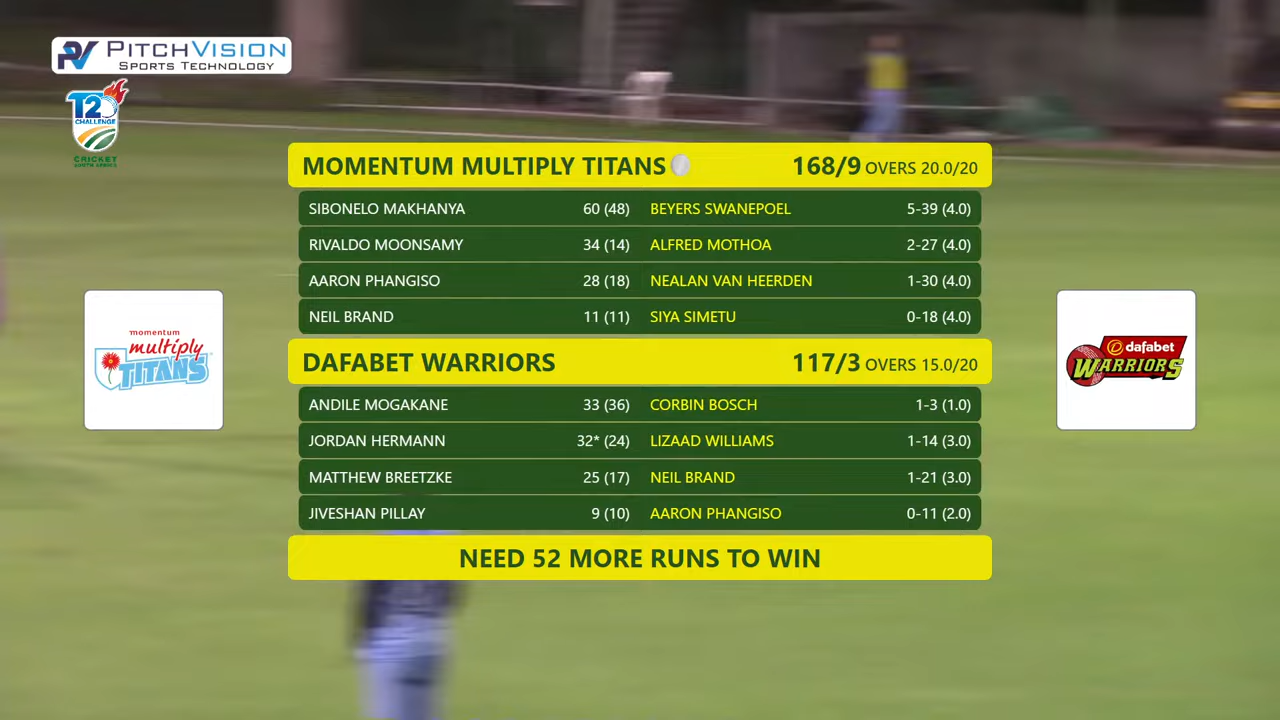 PITCHVISION
SPORTS TECHNOLOGY
T20
CHALLENGE
CRICKET
SOUTH AFRICA
MOMENTUM MULTIPLY TITANS 168/9 OVERS 20.0/20
SIBONELO MAKHANYA 60 (48) BEYERS SWANEPOEL 5-39 (4.0)
RIVALDO MOONSAMY 34 (14) ALFRED MOTHOA 2-27 (4.0)
AARON PHANGISO 28 (18) NEALAN VAN HEERDEN 1-30 (4.0)
NEIL BRAND 11 (11) SIYA SIMETU 0-18 (4.0)
momentum
multiply
TITANS
DAFABET WARRIORS 117/3 OVERS 15.0/20
dafabet
WARRIORS
ANDILE MOGAKANE 33 (36) CORBIN BOSCH 1-3 (1.0)
JORDAN HERMANN 32* (24) LIZAAD WILLIAMS 1-14 (3.0)
MATTHEW BREETZKE 25 (17) NEIL BRAND 1-21 (3.0)
JIVESHAN PILLAY 9 (10) AARON PHANGISO 0-11 (2.0)
NEED 52 MORE RUNS TO WIN